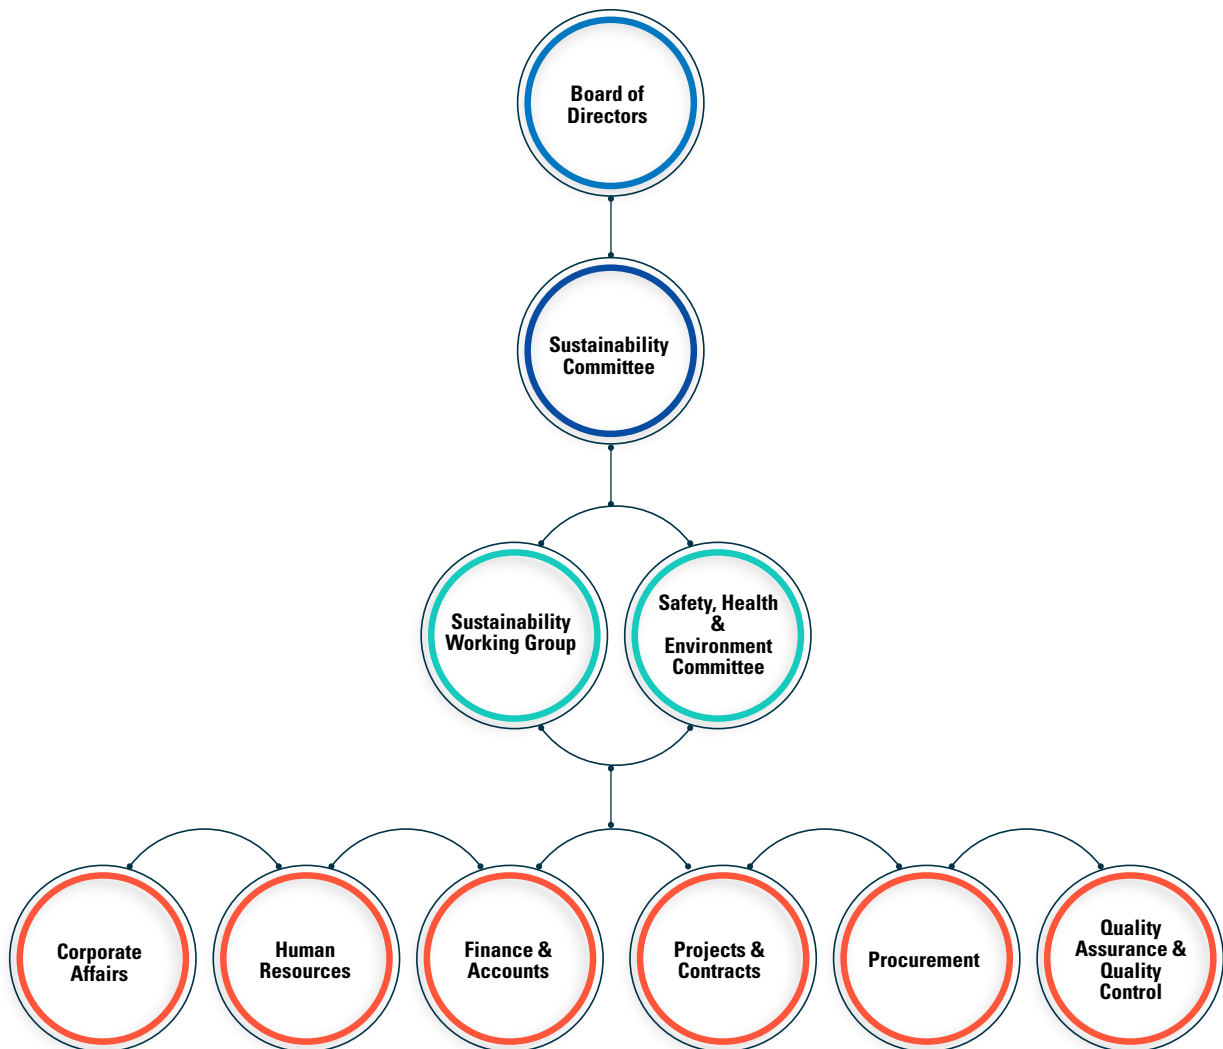 Board of
Directors
Sustainability
Committee
Sustainability
Working Group
Safety, Health
&
Environment
Committee
Corporate
Affairs
Human
Resources
Finance &
Accounts
Projects &
Contracts
Procurement
Quality
Assurance &
Quality
Control